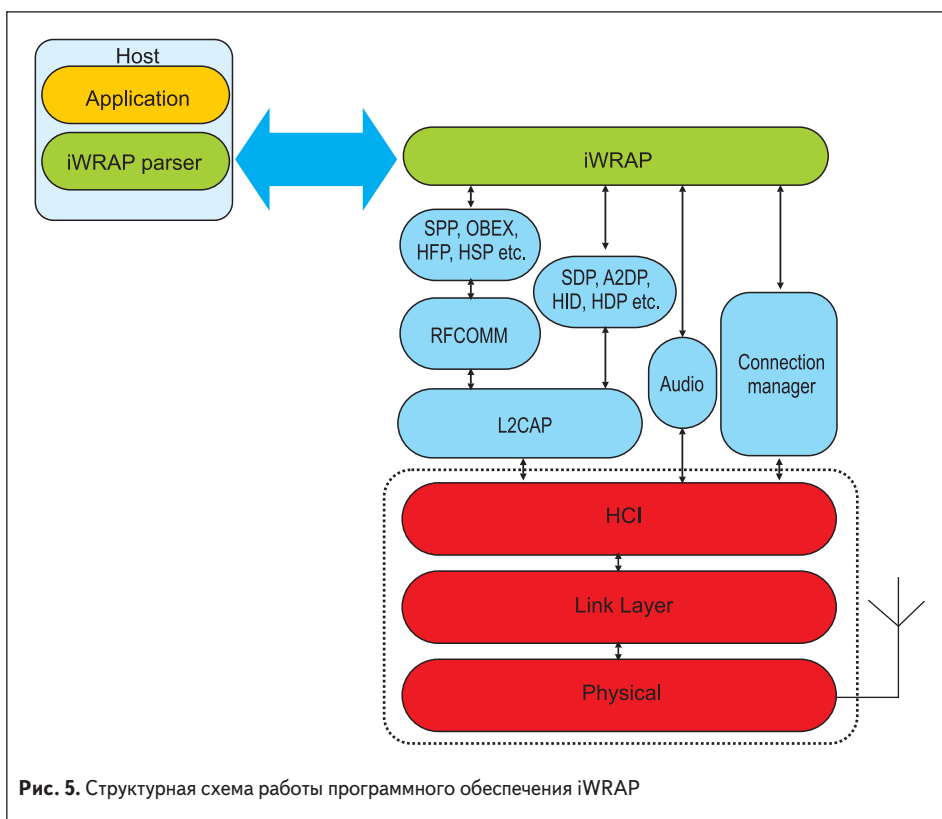 Host
Application
iWRAP parser
iWRAP
SPP, OBEX,
HFP, HSP etc.
SDP, A2DP,
HID, HDP etc.
RFCOMM
Audio
Connection
manager
L2CAP
HCI
Link Layer
Physical
Рис. 5. Структурная схема работы программного обеспечения iWRAP